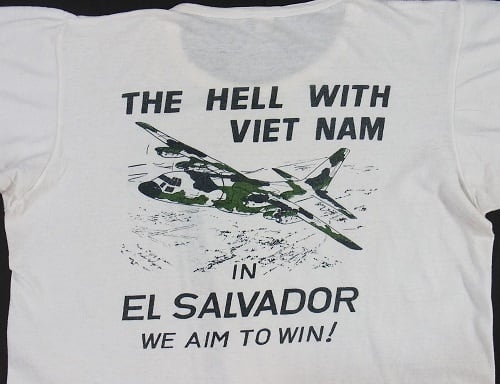 THE HELL WITH
VIET NAM
IN
EL SALVADOR
WE AIM TO WIN!